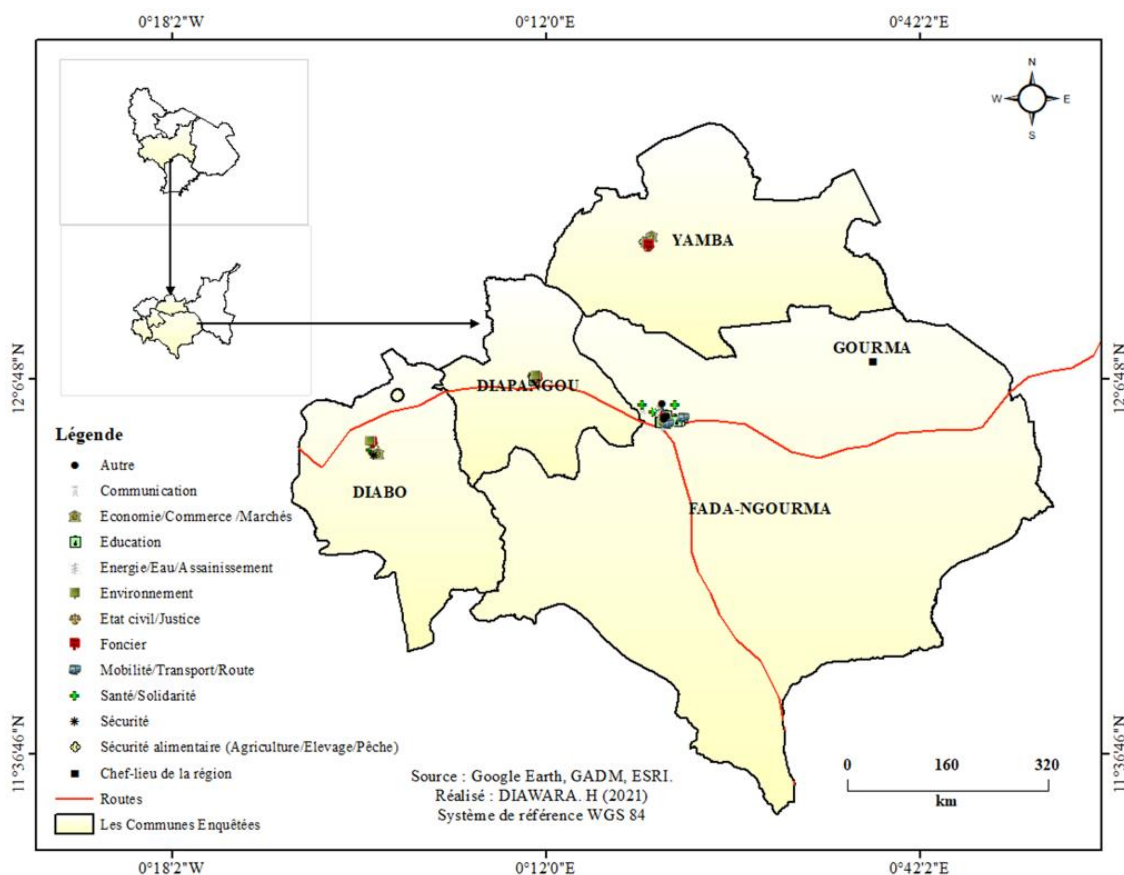 0°18'2"W
0°12'0"E
0°42'2"E
N
W
E
S
YAMBA
GOURMA
12°6'48"N
12°6'48"N
DIAPANGOU
DIABO
FADA-NGOURMA
Légende
Autre
Communication
Economie/Commerce /Marchés
Education
Energie/Eau/Assainissement
Environnement
Etat civil/Justice
Foncier
Mobilité/Transport/Route
Santé/Solidarité
Sécurité
Sécurité alimentaire (Agriculture/Elevage/Pêche)
Chef-lieu de la région
Routes
Les Communes Enquêtées
11°36'46"N
11°36'46"N
Source : Google Earth, GADM, ESRI.
Réalisé : DIAWARA. H (2021)
Système de référence WGS 84
0
160
320
km
0°18'2"W
0°12'0"E
0°42'2"E